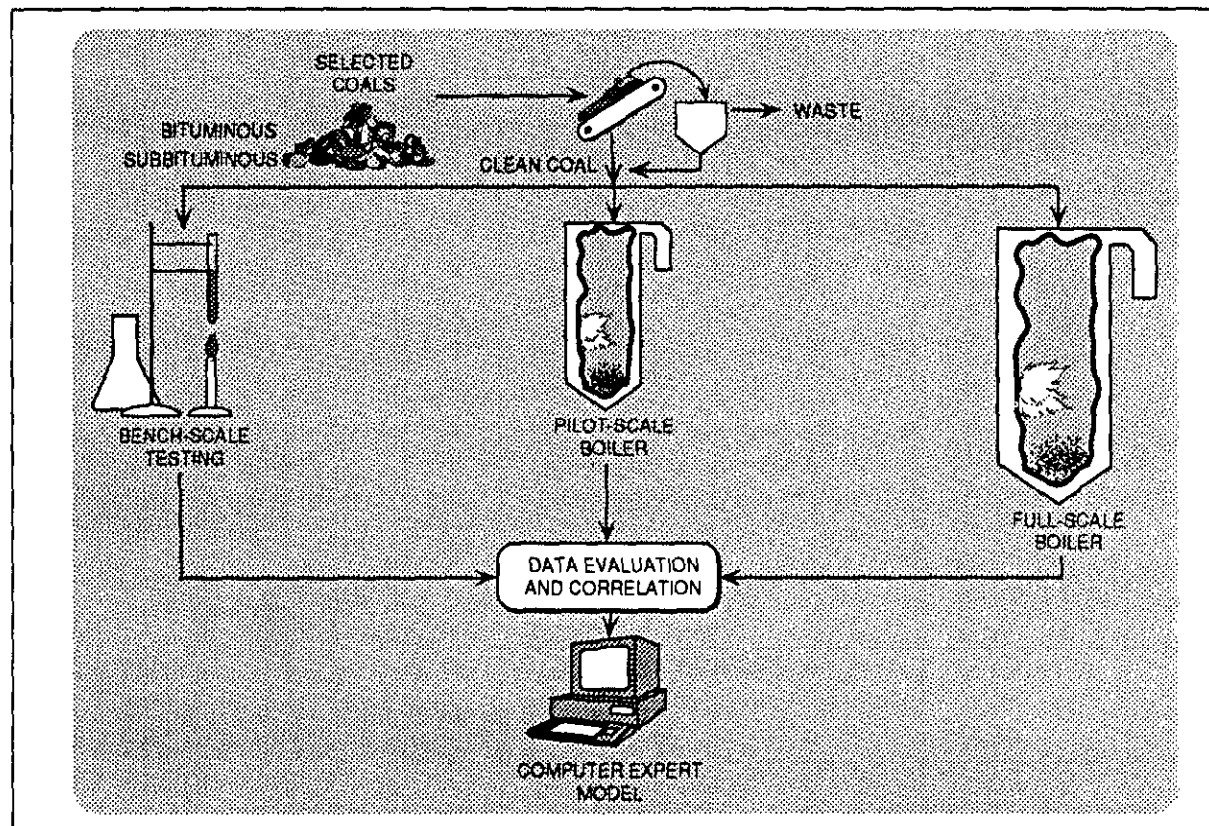 SELECTED
COALS
BITUMINOUS
SUBBITUMINOUS
WASTE
CLEAN COAL
BENCH-SCALE
TESTING
PILOT-SCALE
BOILER
FULL-SCALE
BOILER
DATA EVALUATION
AND CORRELATION
COMPUTER EXPERT
MODEL